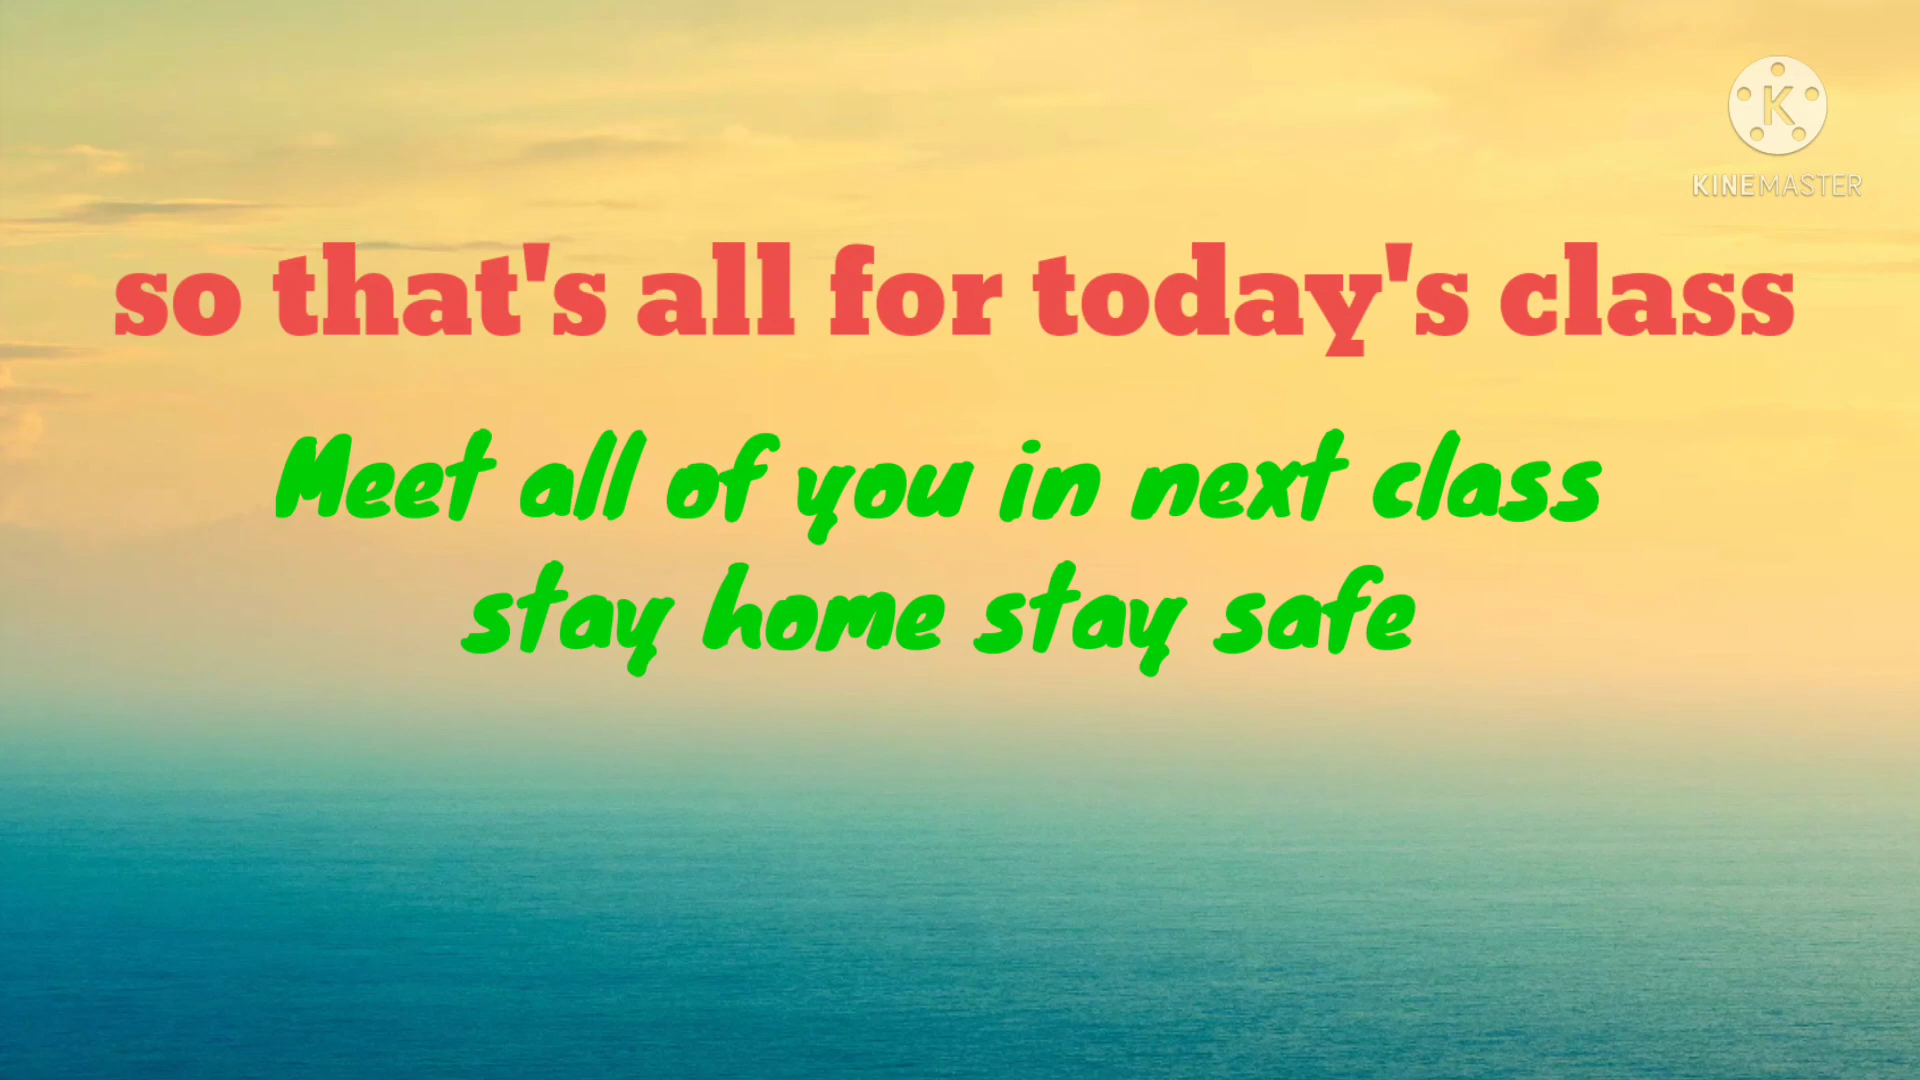 K
KINEMASTER
so that's all for today's class
Meet all of you in next class
stay home stay safe